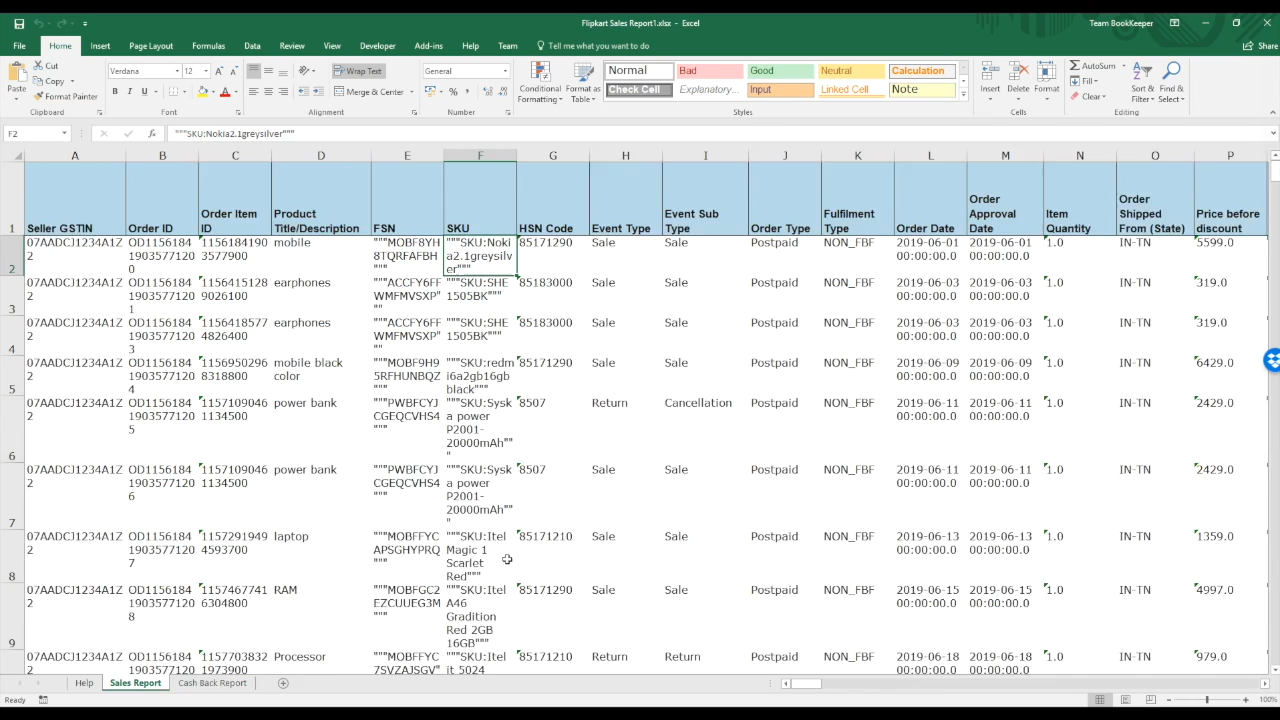 Flipkart Sales Report1.xlsx - Excel
Team BookKeeper
File Home Insert Page Layout Formulas Data Review View Developer Add-ins Help Team Tell me what you want to do Share
Paste
Cut
Copy
Format Painter
Clipboard
Verdana 12
B I U
Font
Wrap Text
Merge & Center
Alignment
General
Number
Conditional Formatting
Format as Table
Normal Bad Good Neutral Calculation
Check Cell Explanatory... Input Linked Cell Note
Styles
Insert Delete Format
Cells
AutoSum
Fill
Clear
Sort & Filter
Find & Select
Editing
F2 fx """SKU:Nokia2.1greysilver"""
A B C D E F G H I J K L M N O P
1 Seller GSTIN Order ID Order Item ID Product Title/Description FSN SKU HSN Code Event Type Event Sub Type Order Type Fulfilment Type Order Date Order Approval Date Item Quantity Order Shipped From (State) Price before discount
2 07AADCJ1234A1Z2 OD11561841903577120 0 11561841903577900 mobile """MOBF8YH8TQRFAFBH""" """SKU:Nokia2.1greysilver""" 85171290 Sale Sale Postpaid NON_FBF 2019-06-01 00:00:00.0 2019-06-01 00:00:00.0 1.0 IN-TN 5599.0
3 07AADCJ1234A1Z2 OD11561841903577120 1 11564151289026100 earphones """ACCFY6FFWMFMVSXP""" """SKU:SHE1505BK""" 85183000 Sale Sale Postpaid NON_FBF 2019-06-03 00:00:00.0 2019-06-03 00:00:00.0 1.0 IN-TN 319.0
4 07AADCJ1234A1Z2 OD11561841903577120 3 11564185774826400 earphones """ACCFY6FFWMFMVSXP""" """SKU:SHE1505BK""" 85183000 Sale Sale Postpaid NON_FBF 2019-06-03 00:00:00.0 2019-06-03 00:00:00.0 1.0 IN-TN 319.0
5 07AADCJ1234A1Z2 OD11561841903577120 4 11569502968318800 mobile black color """MOBF9H95RFHUNBQZ""" """SKU:redmi6a2gb16gbblack""" 85171290 Sale Sale Postpaid NON_FBF 2019-06-09 00:00:00.0 2019-06-09 00:00:00.0 1.0 IN-TN 6429.0
6 07AADCJ1234A1Z2 OD11561841903577120 5 11571090461134500 power bank """PWBFCYJCGEQCVHS4""" """SKU:Syska power P2001-20000mAh""" 8507 Return Cancellation Postpaid NON_FBF 2019-06-11 00:00:00.0 2019-06-11 00:00:00.0 1.0 IN-TN 2429.0
7 07AADCJ1234A1Z2 OD11561841903577120 6 11571090461134500 power bank """PWBFCYJCGEQCVHS4""" """SKU:Syska power P2001-20000mAh""" 8507 Sale Sale Postpaid NON_FBF 2019-06-11 00:00:00.0 2019-06-11 00:00:00.0 1.0 IN-TN 2429.0
8 07AADCJ1234A1Z2 OD11561841903577120 7 11572919494593700 laptop """MOBFFYCAPSGHYPRQ""" """SKU:Itel Magic 1 Scarlet Red""" 85171210 Sale Sale Postpaid NON_FBF 2019-06-13 00:00:00.0 2019-06-13 00:00:00.0 1.0 IN-TN 1359.0
9 07AADCJ1234A1Z2 OD11561841903577120 8 11574677416304800 RAM """MOBFGC2EZCUUEG3M""" """SKU:Itel A46 Gradition Red 2GB 16GB""" 85171290 Sale Sale Postpaid NON_FBF 2019-06-15 00:00:00.0 2019-06-15 00:00:00.0 1.0 IN-TN 4997.0
07AADCJ1234A1Z2 OD11561841903577120 11577038321973900 Processor """MOBFFYC7SVZAJSGV" """SKU:Itel it 5024 85171210 Return Return Postpaid NON_FBF 2019-06-18 00:00:00.0 2019-06-18 00:00:00.0 1.0 IN-TN 979.0
Help Sales Report Cash Back Report
Ready 100%